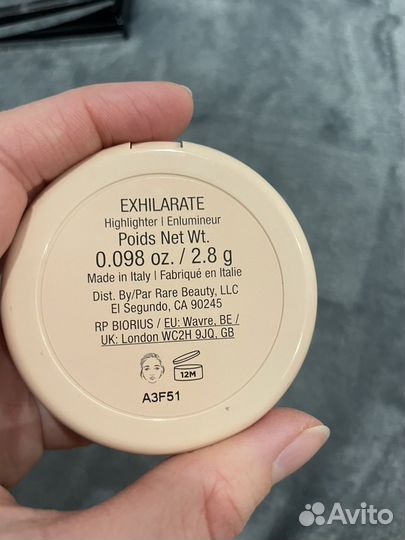 EXHILARATE
Highlighter | Enlumineur
Poids Net Wt.
0.098 oz. / 2.8 g
Made in Italy | Fabriqué en Italie
Dist. By/Par Rare Beauty, LLC
El Segundo, CA 90245
RP BIORIUS / EU: Wavre, BE /
UK: London WC2H 9JQ, GB
12M
A3F51
Avito